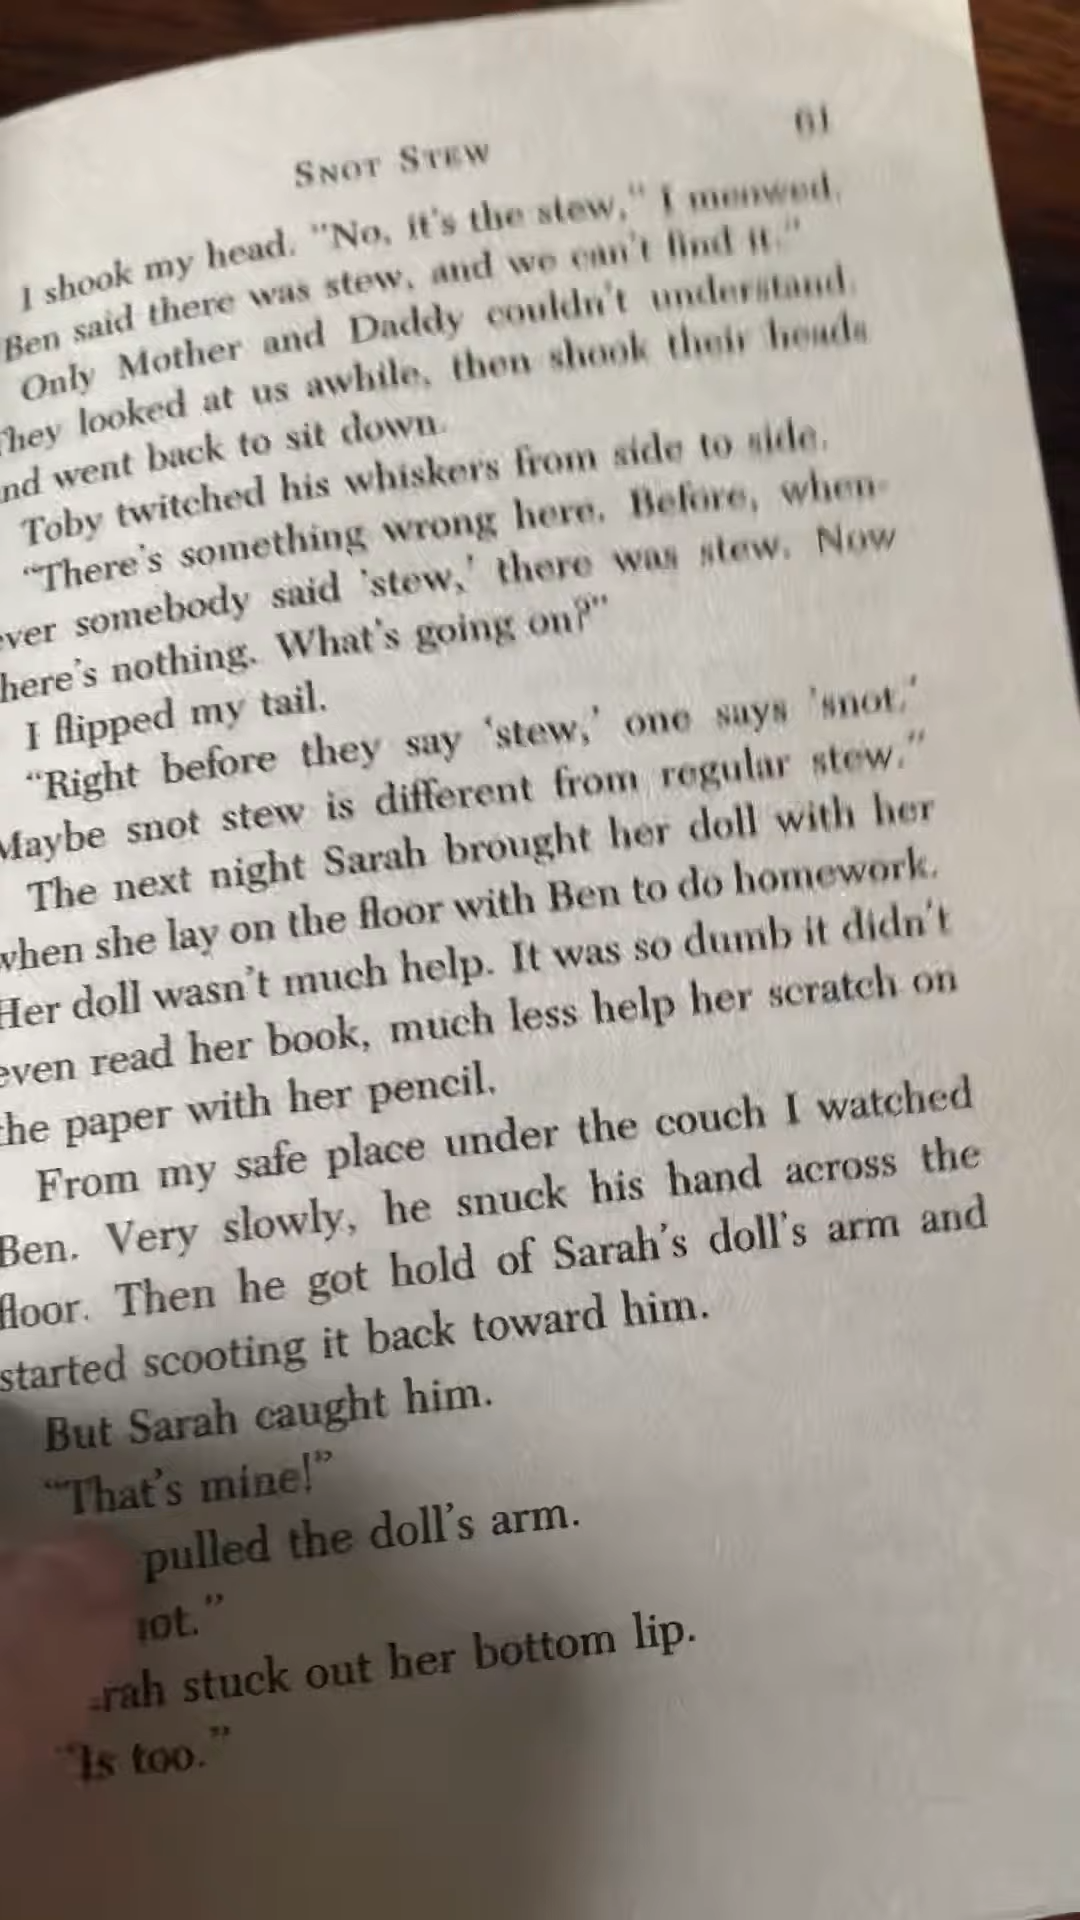 SNOT STEW 61
I shook my head. "No, it's the stew," I meowed.
Ben said there was stew, and we can't find it."
Only Mother and Daddy couldn't understand.
They looked at us awhile, then shook their heads
nd went back to sit down.
Toby twitched his whiskers from side to side.
"There's something wrong here. Before, when-
ever somebody said 'stew,' there was stew. Now
here's nothing. What's going on?"
I flipped my tail.
"Right before they say 'stew,' one says 'snot.'
Maybe snot stew is different from regular stew."
The next night Sarah brought her doll with her
when she lay on the floor with Ben to do homework.
Her doll wasn't much help. It was so dumb it didn't
even read her book, much less help her scratch on
the paper with her pencil.
From my safe place under the couch I watched
Ben. Very slowly, he snuck his hand across the
floor. Then he got hold of Sarah's doll's arm and
started scooting it back toward him.
But Sarah caught him.
"That's mine!"
pulled the doll's arm.
ot."
rah stuck out her bottom lip.
"Is too."